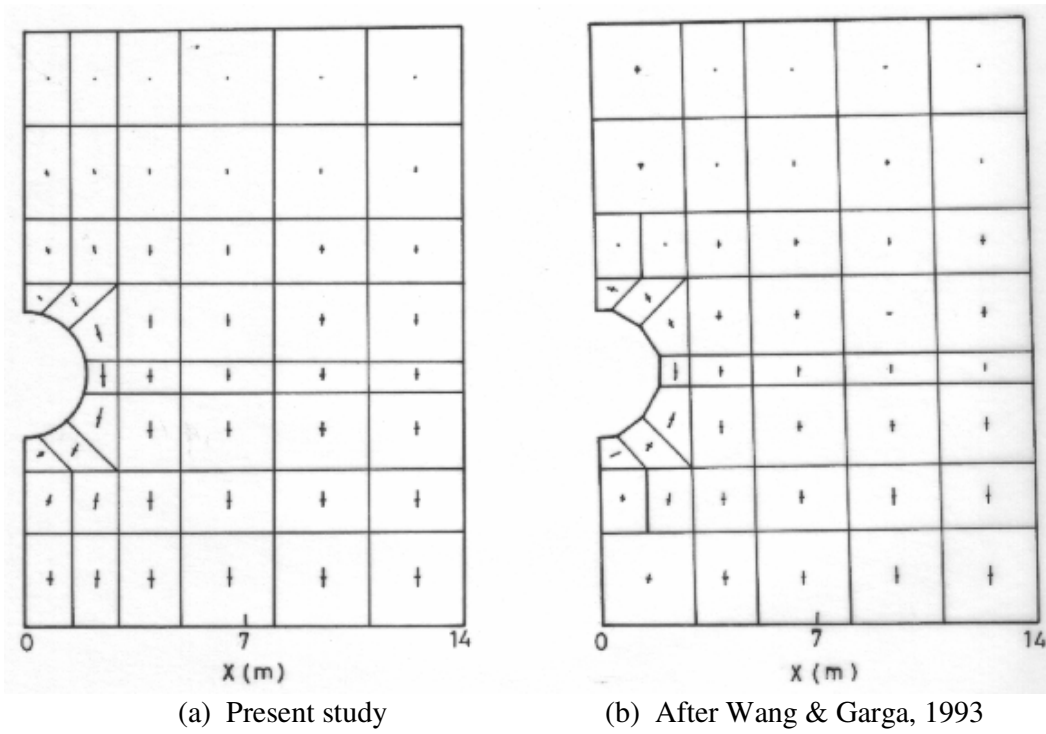 0 7 14
X (m)
0 7 14
X (m)
(a) Present study
(b) After Wang & Garga, 1993